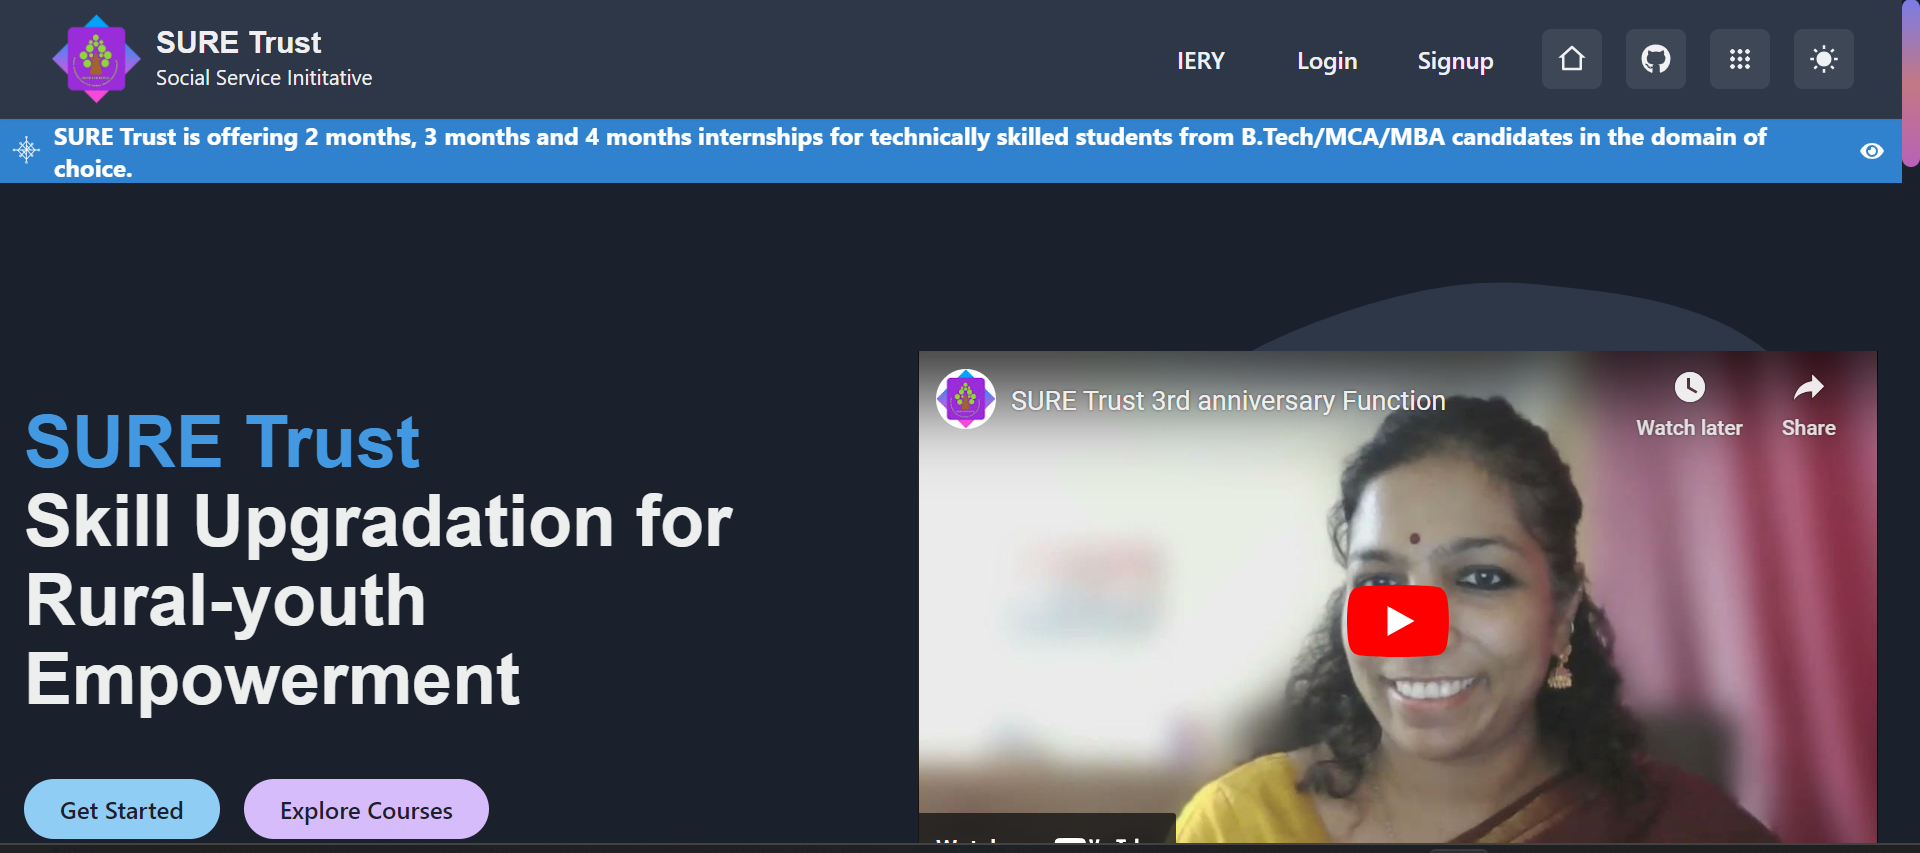 SURE Trust
Social Service Inititative
IERY
Login
Signup
SURE Trust is offering 2 months, 3 months and 4 months internships for technically skilled students from B.Tech/MCA/MBA candidates in the domain of
choice.
SURE Trust
Skill Upgradation for
Rural-youth
Empowerment
Get Started
Explore Courses
SURE Trust 3rd anniversary Function
Watch later
Share